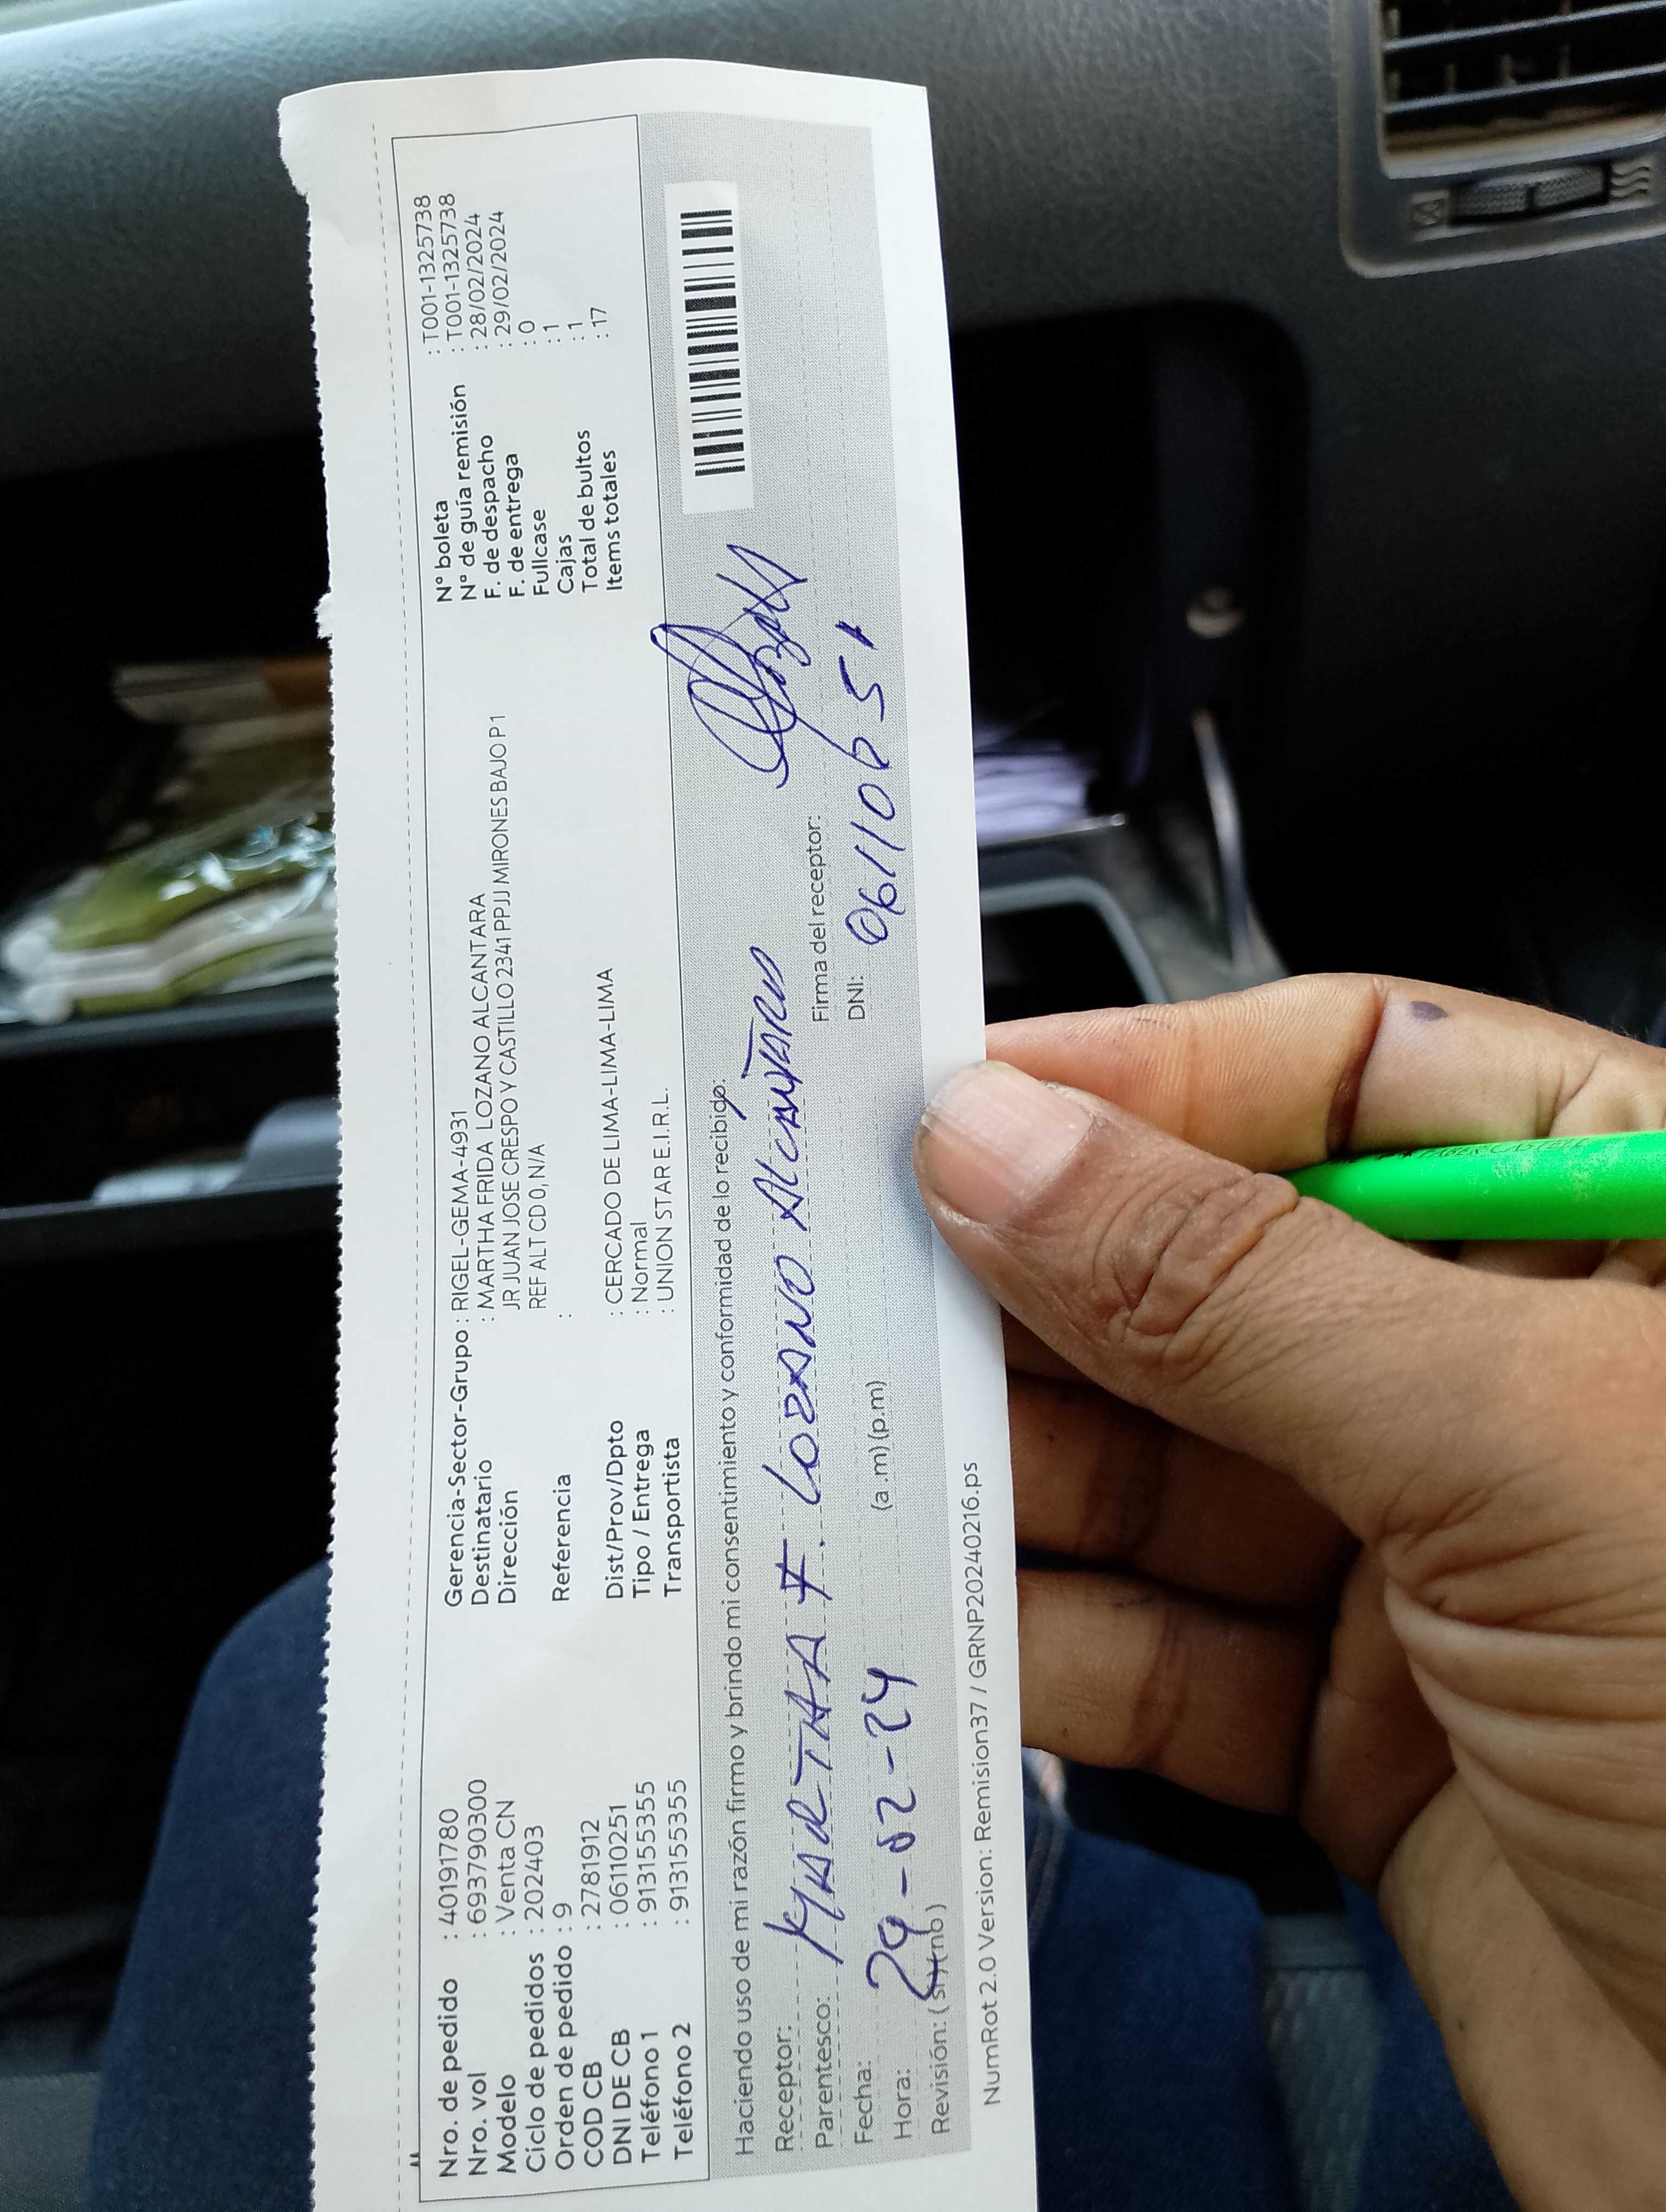 Nro. de pedido : 40191780
Nro. vol : 6937903​00
Modelo : Venta CN
Ciclo de pedidos : 202403
Orden de pedido : 9
COD CB : 2781912
DNI DE CB : 06110251
Teléfono 1 : 913155355
Teléfono 2 : 913155355
Gerencia-Sector-Grupo : RIGEL-GEMA-4931
Destinatario : MARTHA FRIDA LOZANO ALCANTARA
Dirección JR JUAN JOSE CRESPO Y CASTILLO 2341 PPJJ MIRONES BAJO P1
REF ALT CD 0, N/A
Referencia :
Dist/Prov/Dpto : CERCADO DE LIMA-LIMA-LIMA
Tipo / Entrega : Normal
Transportista : UNION STAR E.I.R.L.
N° boleta : T001-1325738
N° de guía remisión : T001-1325738
F. de despacho : 28/02/2024
F. de entrega : 29/02/2024
Fullcase : 0
Cajas : 1
Total de bultos : 1
Items totales : 17
Haciendo uso de mi razón firmo y brindo mi consentimiento y conformidad de lo recibido:
Receptor: MARTHA F. LOZANO ALCANTARA
Parentesco:
Fecha: 29-02-24
Hora: (a.m) (p.m)
Revisión: (si) (no)
Firma del receptor:
DNI:
NumRot 2.0 Version: Remision37 / GRNP20240216.ps